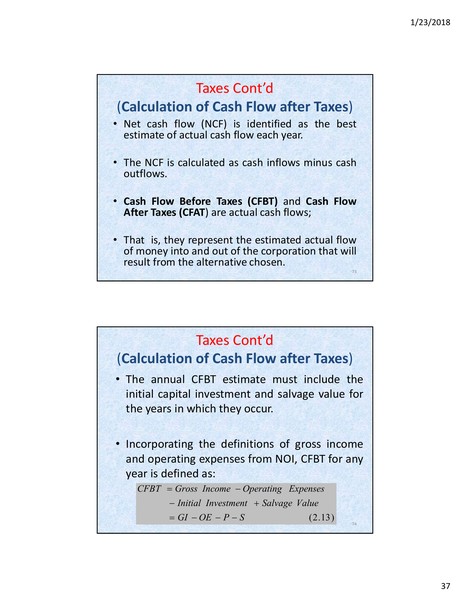 1/23/2018
Taxes Cont’d
(Calculation of Cash Flow after Taxes)
• Net cash flow (NCF) is identified as the best
estimate of actual cash flow each year.
• The NCF is calculated as cash inflows minus cash
outflows.
• Cash Flow Before Taxes (CFBT) and Cash Flow
After Taxes (CFAT) are actual cash flows;
• That is, they represent the estimated actual flow
of money into and out of the corporation that will
result from the alternative chosen.
Taxes Cont’d
(Calculation of Cash Flow after Taxes)
• The annual CFBT estimate must include the
initial capital investment and salvage value for
the years in which they occur.
• Incorporating the definitions of gross income
and operating expenses from NOI, CFBT for any
year is defined as:
CFBT = Gross Income − Operating Expenses
− Initial Investment + Salvage Value
= GI − OE − P − S (2.13)
37